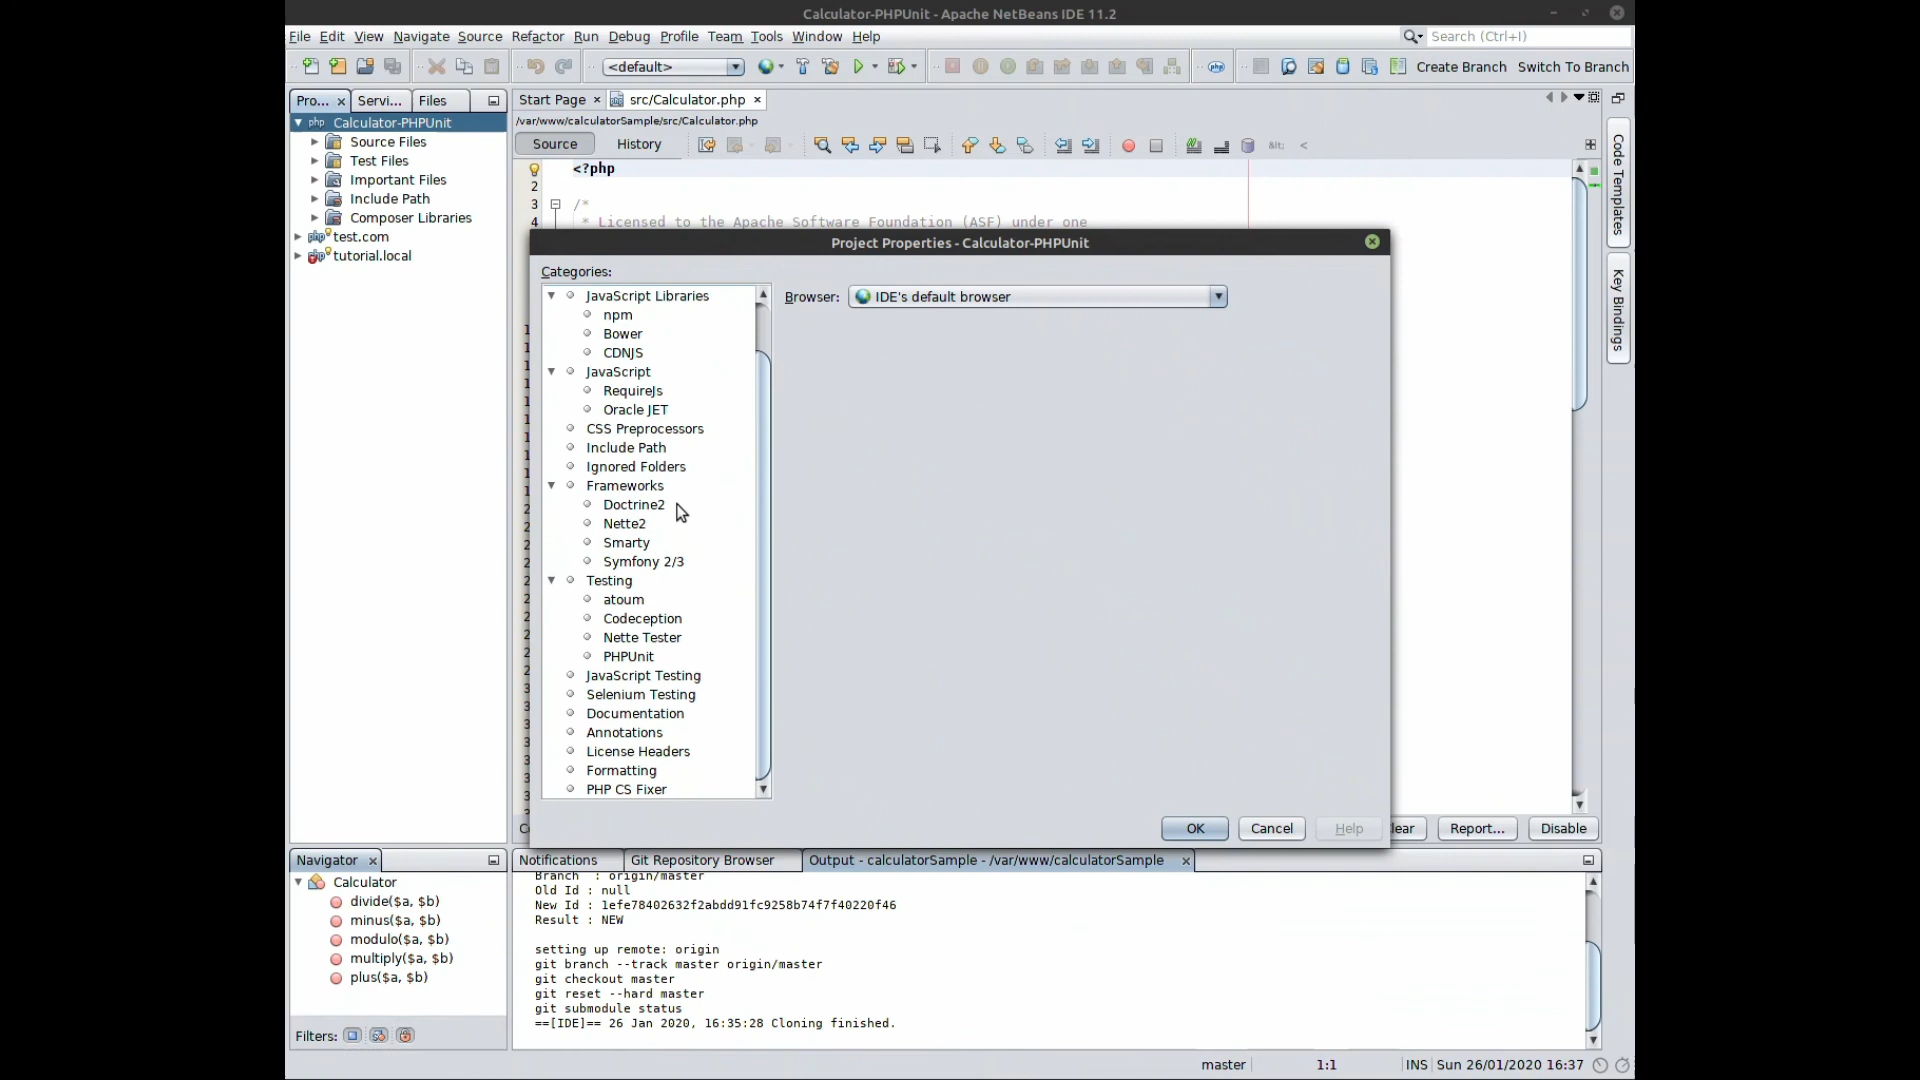 Calculator-PHPUnit - Apache NetBeans IDE 11.2
File Edit View Navigate Source Refactor Run Debug Profile Team Tools Window Help
Search (Ctrl+I)
<default>
Create Branch Switch To Branch
Pro... Servi... Files
Start Page src/Calculator.php
Calculator-PHPUnit
Source Files
Test Files
Important Files
Include Path
Composer Libraries
test.com
tutorial.local
/var/www/calculatorSample/src/Calculator.php
Source History
<?php
2
3 /*
4 * Licensed to the Apache Software Foundation (ASF) under one
Code Templates
Key Bindings
Project Properties - Calculator-PHPUnit
Categories:
JavaScript Libraries
npm
Bower
CDNJS
JavaScript
RequireJs
Oracle JET
CSS Preprocessors
Include Path
Ignored Folders
Frameworks
Doctrine2
Nette2
Smarty
Symfony 2/3
Testing
atoum
Codeception
Nette Tester
PHPUnit
JavaScript Testing
Selenium Testing
Documentation
Annotations
License Headers
Formatting
PHP CS Fixer
Browser: IDE's default browser
OK Cancel Help
Report... Disable
Navigator
Calculator
divide($a, $b)
minus($a, $b)
modulo($a, $b)
multiply($a, $b)
plus($a, $b)
Filters:
Notifications Git Repository Browser Output - calculatorSample - /var/www/calculatorSample
Branch : origin/master
Old Id : null
New Id : 1efe78402632f2abdd91fc9258b74f7f40220f46
Result : NEW
setting up remote: origin
git branch --track master origin/master
git checkout master
git reset --hard master
git submodule status
==[IDE]== 26 Jan 2020, 16:35:28 Cloning finished.
master 1:1 INS Sun 26/01/2020 16:37